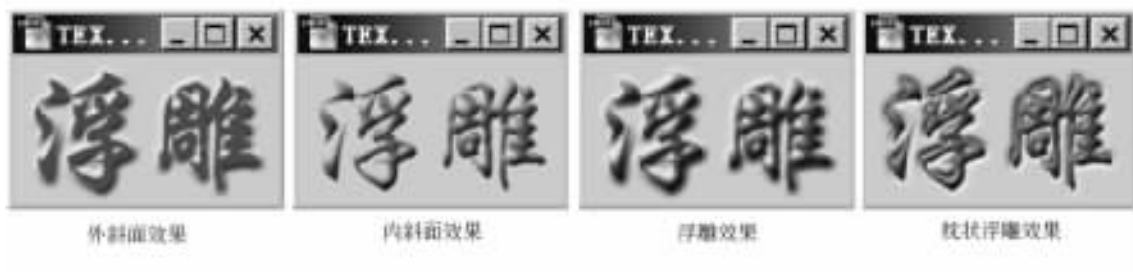 TEX... TEX... TEX... TEX...
浮雕 浮雕 浮雕 浮雕
外斜面效果 内斜面效果 浮雕效果 枕状浮雕效果